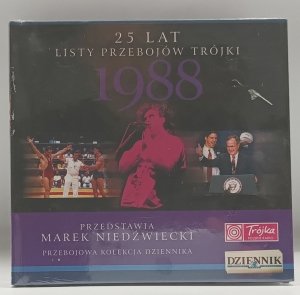 25 LAT
LISTY PRZEBOJÓW TRÓJKI
1988
PRZEDSTAWIA
MAREK NIEDŹWIECKI
PRZEBOJOWA KOLEKCJA DZIENNIKA
Trójka
DZIENNIK